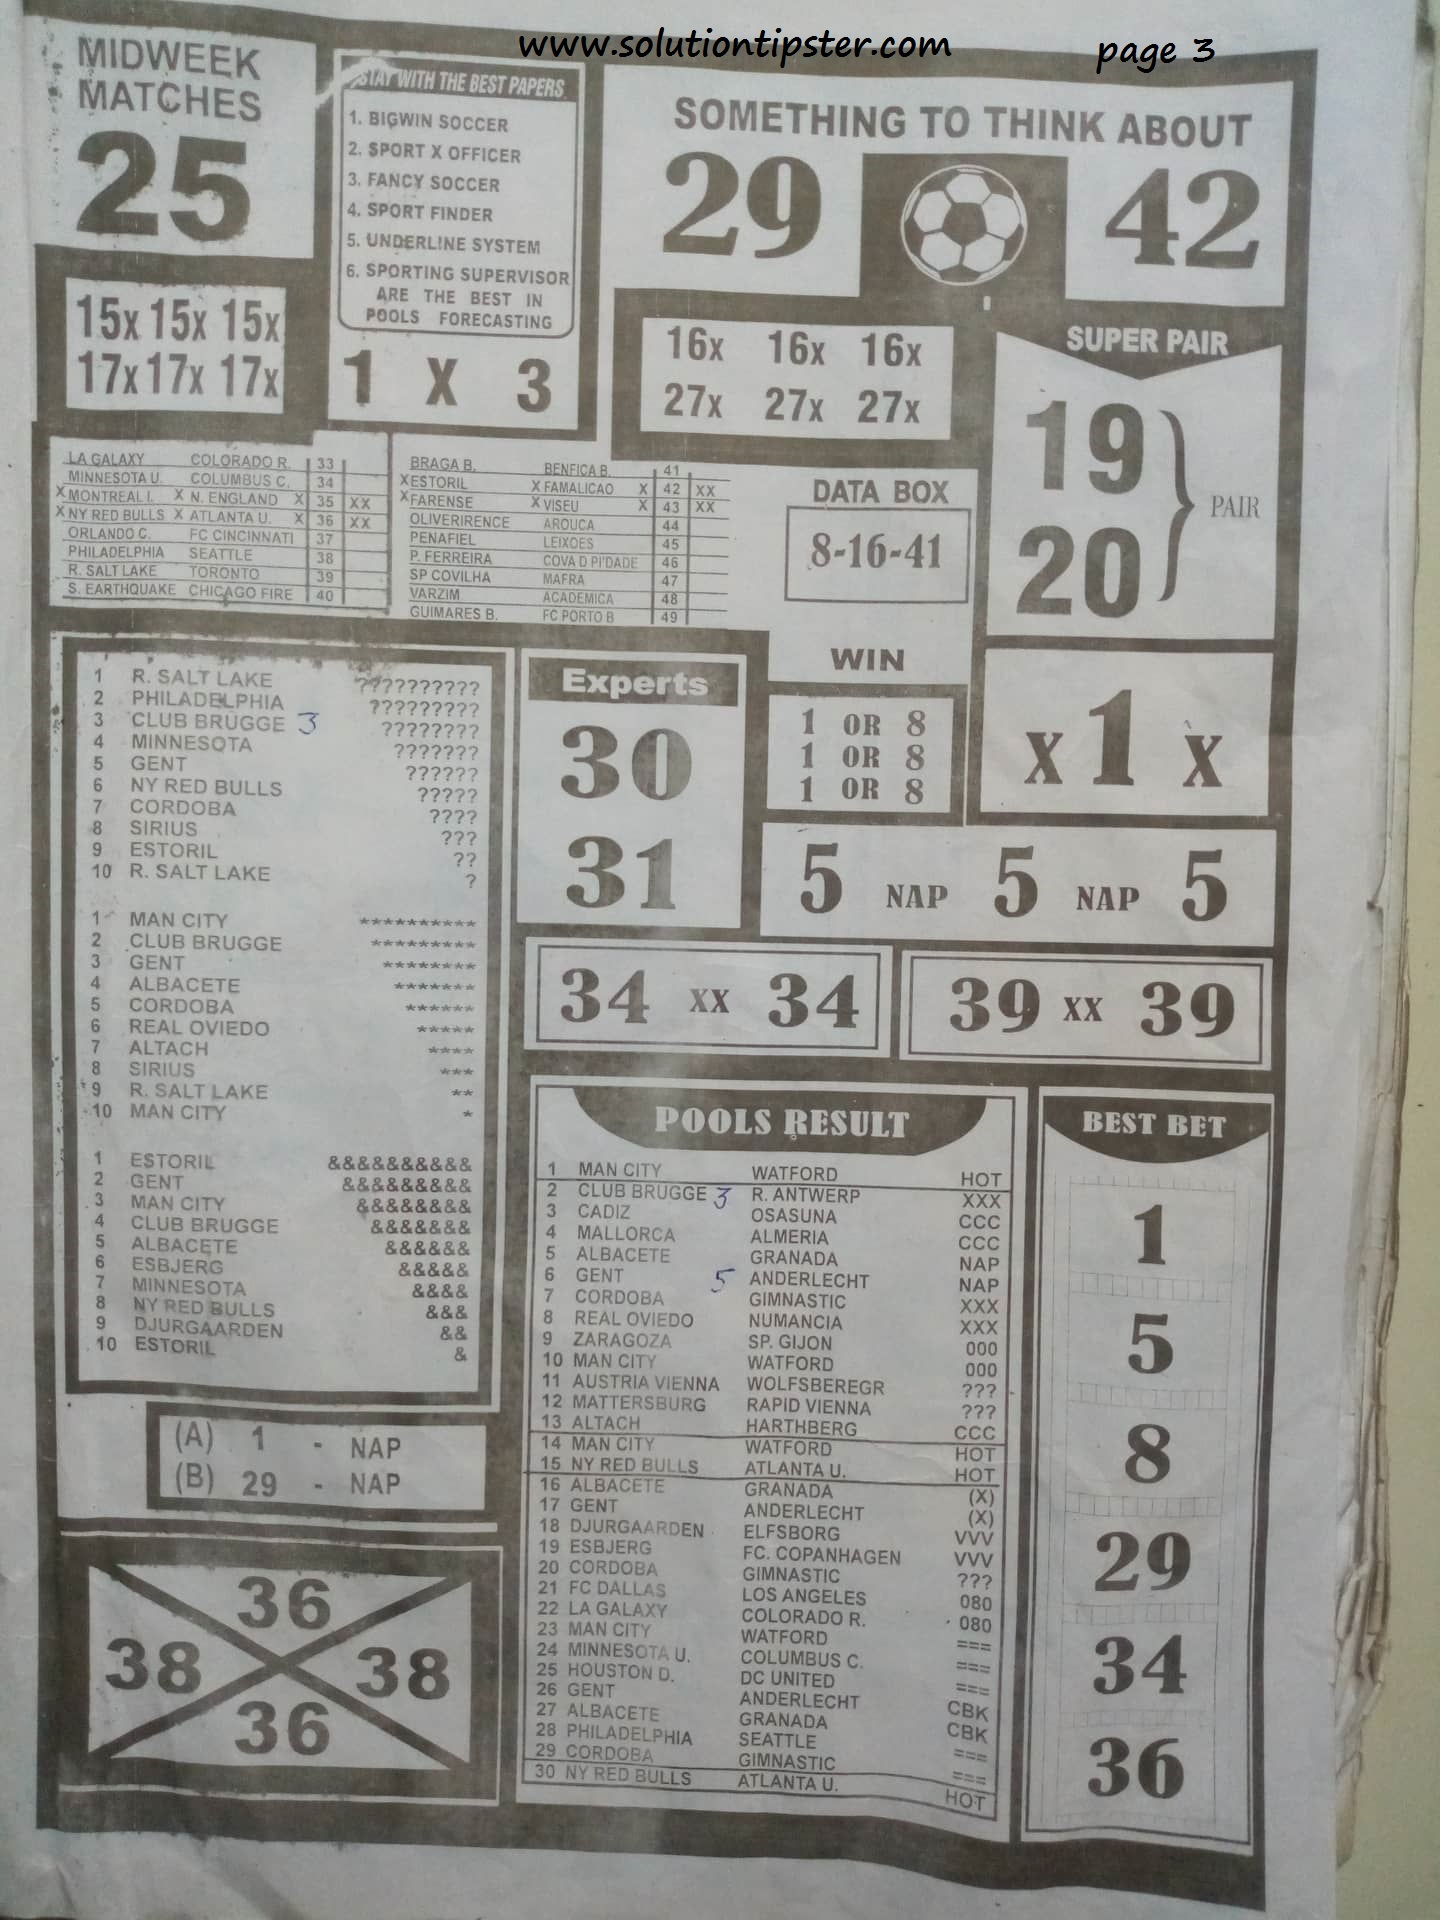 www.solutiontipster.com
page 3
MIDWEEK
MATCHES
25
15x 15x 15x
17x 17x 17x
STAY WITH THE BEST PAPERS
1. BIGWIN SOCCER
2. SPORT X OFFICER
3. FANCY SOCCER
4. SPORT FINDER
5. UNDERLINE SYSTEM
6. SPORTING SUPERVISOR
ARE THE BEST IN
POOLS FORECASTING
1 X 3
SOMETHING TO THINK ABOUT
29 42
16x 16x 16x
27x 27x 27x
SUPER PAIR
19
20
PAIR
LA GALAXY COLORADO R. 33
MINNESOTA U. COLUMBUS C. 34
X MONTREAL I. X N. ENGLAND X 35 XX
X NY RED BULLS X ATLANTA U. X 36 XX
ORLANDO C. FC CINCINNATI 37
PHILADELPHIA SEATTLE 38
R. SALT LAKE TORONTO 39
S. EARTHQUAKE CHICAGO FIRE 40
BRAGA B. BENFICA B. 41
X ESTORIL X FAMALICAO X 42 XX
X FARENSE X VISEU X 43 XX
OLIVERIRENCE AROUCA 44
PENAFIEL LEIXOES 45
P. FERREIRA COVA D PI'DADE 46
SP COVILHA MAFRA 47
VARZIM ACADEMICA 48
GUIMARES B. FC PORTO B 49
DATA BOX
8-16-41
WIN
1 OR 8
1 OR 8
1 OR 8
X 1 X
1 R. SALT LAKE ??????????
2 PHILADELPHIA ?????????
3 CLUB BRUGGE 3 ????????
4 MINNESOTA ???????
5 GENT ??????
6 NY RED BULLS ?????
7 CORDOBA ????
8 SIRIUS ???
9 ESTORIL ??
10 R. SALT LAKE ?
1 MAN CITY **********
2 CLUB BRUGGE *********
3 GENT ********
4 ALBACETE *******
5 CORDOBA ******
6 REAL OVIEDO *****
7 ALTACH ****
8 SIRIUS ***
9 R. SALT LAKE **
10 MAN CITY *
1 ESTORIL &&&&&&&&&&
2 GENT &&&&&&&&&
3 MAN CITY &&&&&&&&
4 CLUB BRUGGE &&&&&&&
5 ALBACETE &&&&&&
6 ESBJERG &&&&&
7 MINNESOTA &&&&
8 NY RED BULLS &&&
9 DJURGAARDEN &&
10 ESTORIL &
Experts
30
31
5 NAP 5 NAP 5
34 XX 34
39 XX 39
(A) 1 - NAP
(B) 29 - NAP
36
38 38
36
POOLS RESULT
1 MAN CITY WATFORD HOT
2 CLUB BRUGGE 3 R. ANTWERP XXX
3 CADIZ OSASUNA CCC
4 MALLORCA ALMERIA CCC
5 ALBACETE GRANADA NAP
6 GENT 5 ANDERLECHT NAP
7 CORDOBA GIMNASTIC XXX
8 REAL OVIEDO NUMANCIA XXX
9 ZARAGOZA SP. GIJON 000
10 MAN CITY WATFORD 000
11 AUSTRIA VIENNA WOLFSBEREGR ???
12 MATTERSBURG RAPID VIENNA ???
13 ALTACH HARTHBERG CCC
14 MAN CITY WATFORD HOT
15 NY RED BULLS ATLANTA U. HOT
16 ALBACETE GRANADA (X)
17 GENT ANDERLECHT (X)
18 DJURGAARDEN ELFSBORG VVV
19 ESBJERG FC. COPANHAGEN VVV
20 CORDOBA GIMNASTIC ???
21 FC DALLAS LOS ANGELES 080
22 LA GALAXY COLORADO R. 080
23 MAN CITY WATFORD ===
24 MINNESOTA U. COLUMBUS C. ===
25 HOUSTON D. DC UNITED ===
26 GENT ANDERLECHT CBK
27 ALBACETE GRANADA CBK
28 PHILADELPHIA SEATTLE ===
29 CORDOBA GIMNASTIC ===
30 NY RED BULLS ATLANTA U. HOT
BEST BET
1
5
8
29
34
36